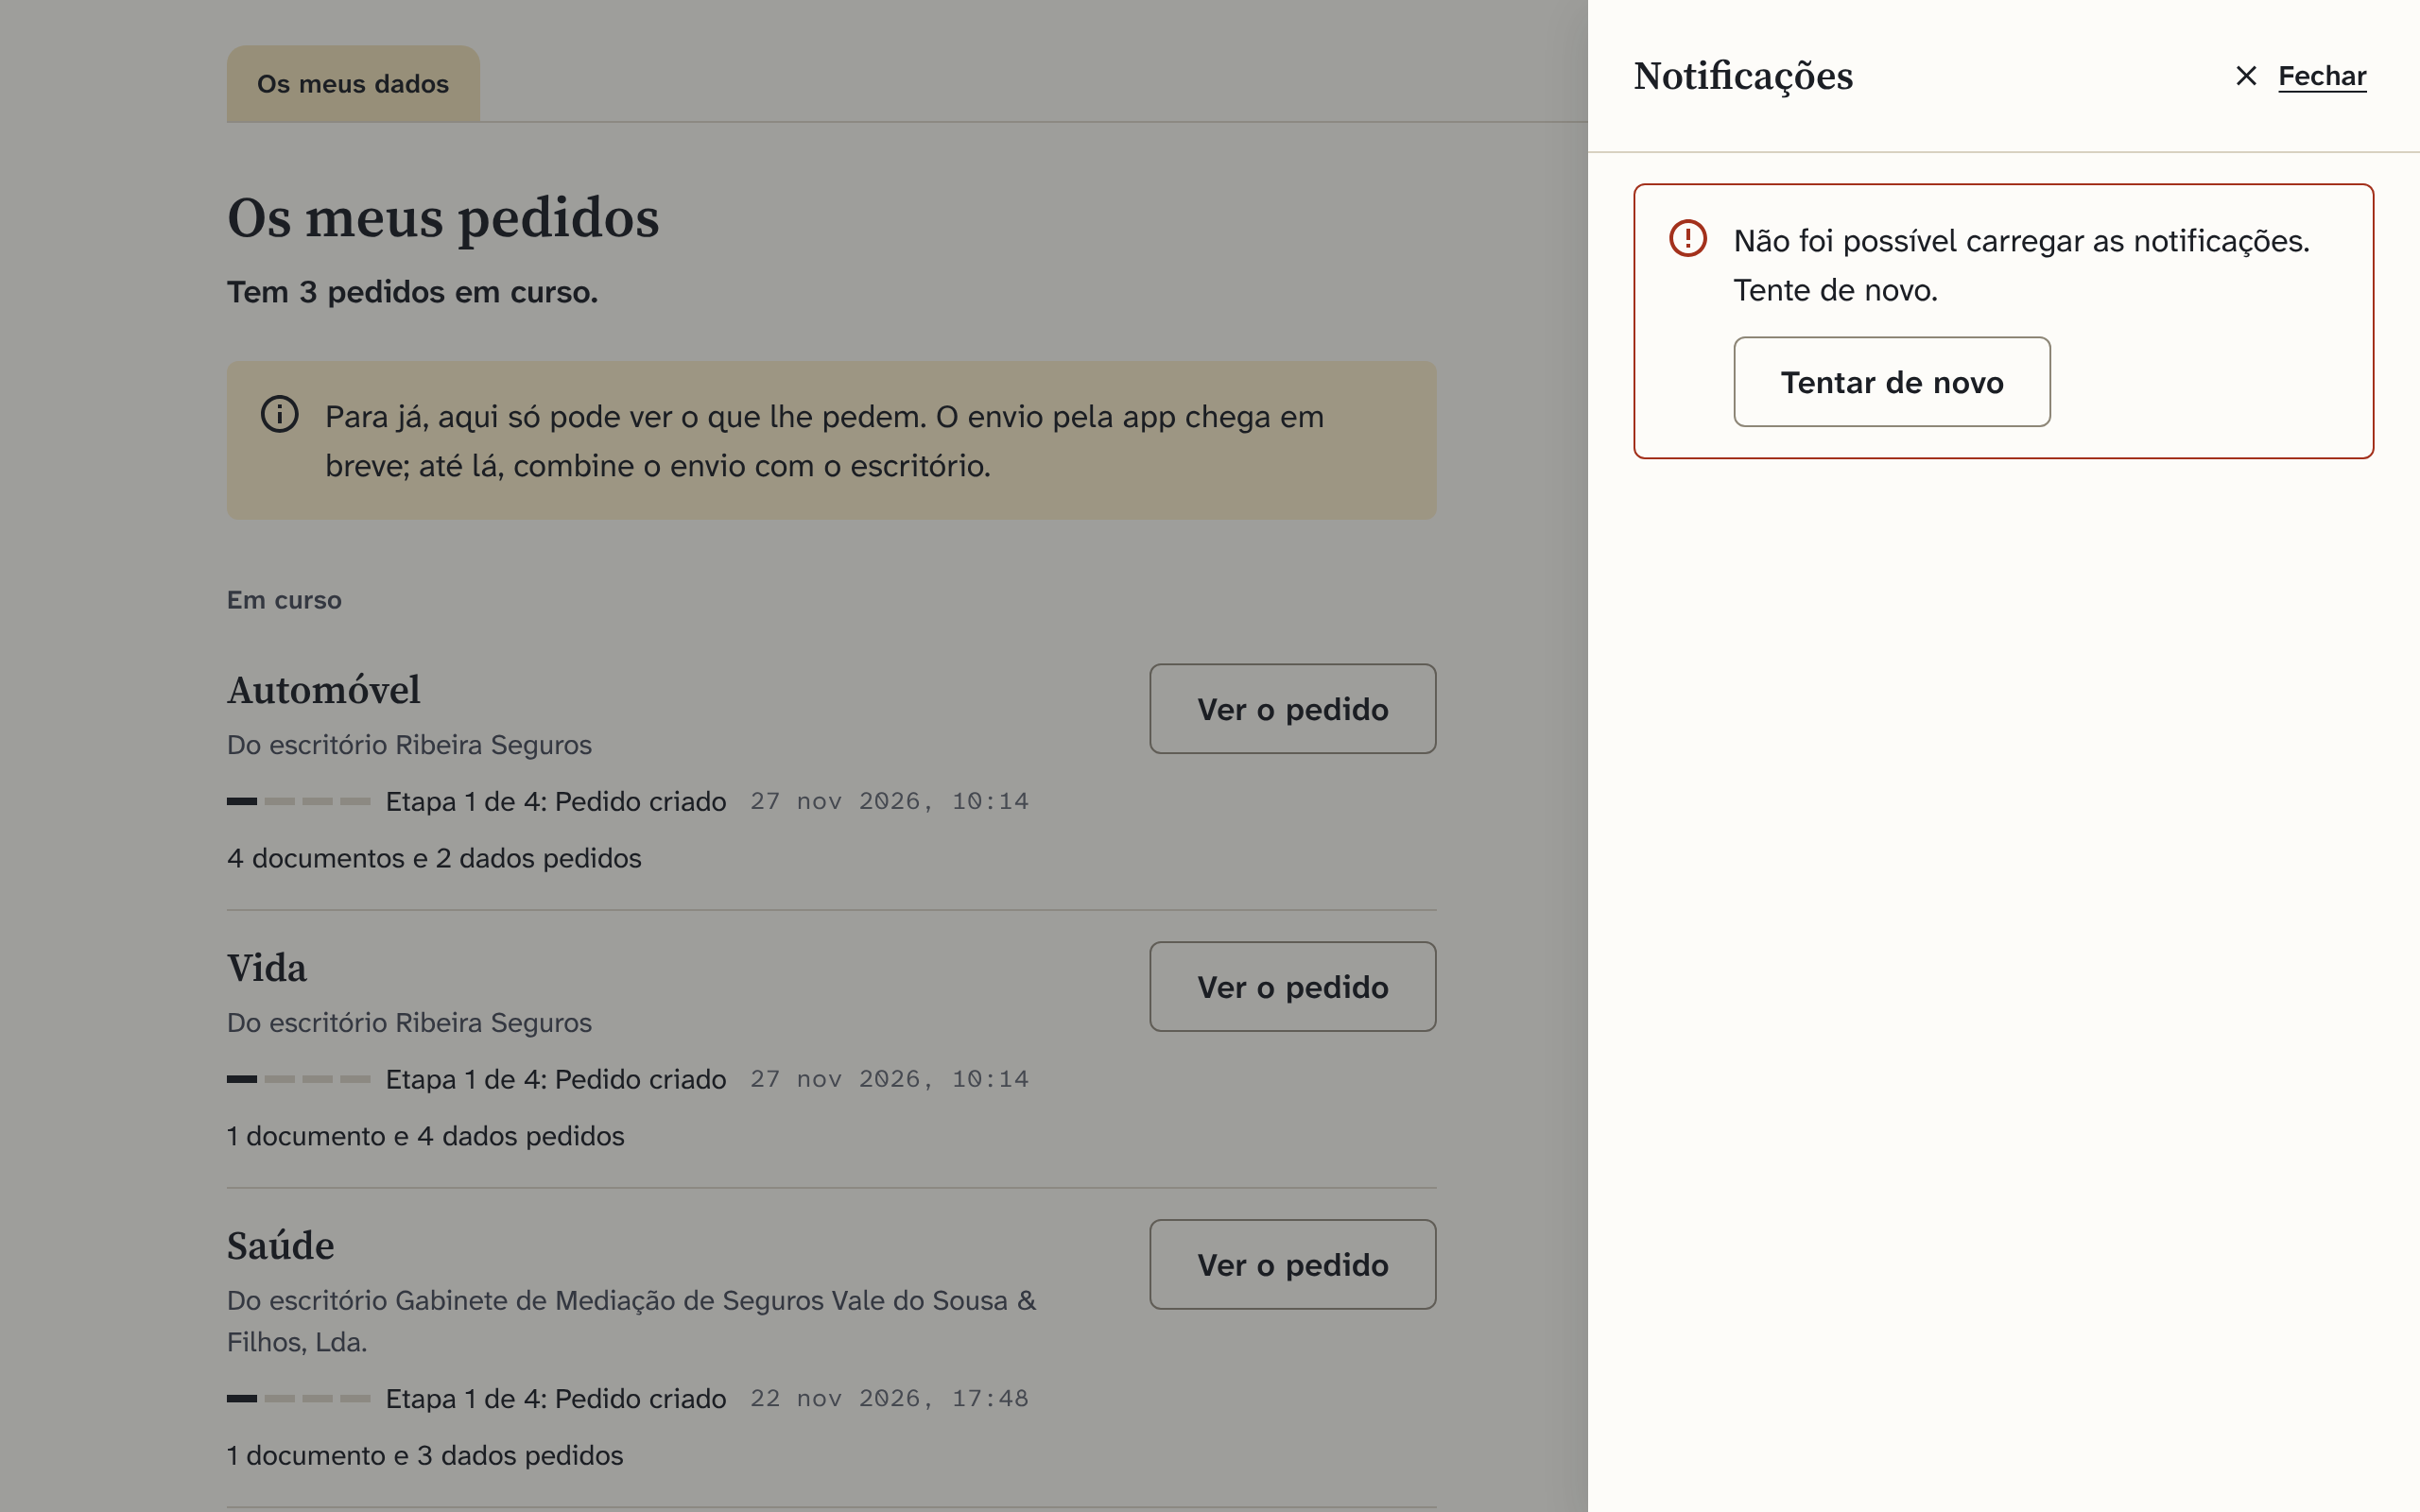 Os meus dados
Os meus pedidos
Tem 3 pedidos em curso.
Para já, aqui só pode ver o que lhe pedem. O envio pela app chega em
breve; até lá, combine o envio com o escritório.
Em curso
Automóvel
Ver o pedido
Do escritório Ribeira Seguros
Etapa 1 de 4: Pedido criado 27 nov 2026, 10:14
4 documentos e 2 dados pedidos
Vida
Ver o pedido
Do escritório Ribeira Seguros
Etapa 1 de 4: Pedido criado 27 nov 2026, 10:14
1 documento e 4 dados pedidos
Saúde
Ver o pedido
Do escritório Gabinete de Mediação de Seguros Vale do Sousa &
Filhos, Lda.
Etapa 1 de 4: Pedido criado 22 nov 2026, 17:48
1 documento e 3 dados pedidos
Notificações
Fechar
Não foi possível carregar as notificações.
Tente de novo.
Tentar de novo